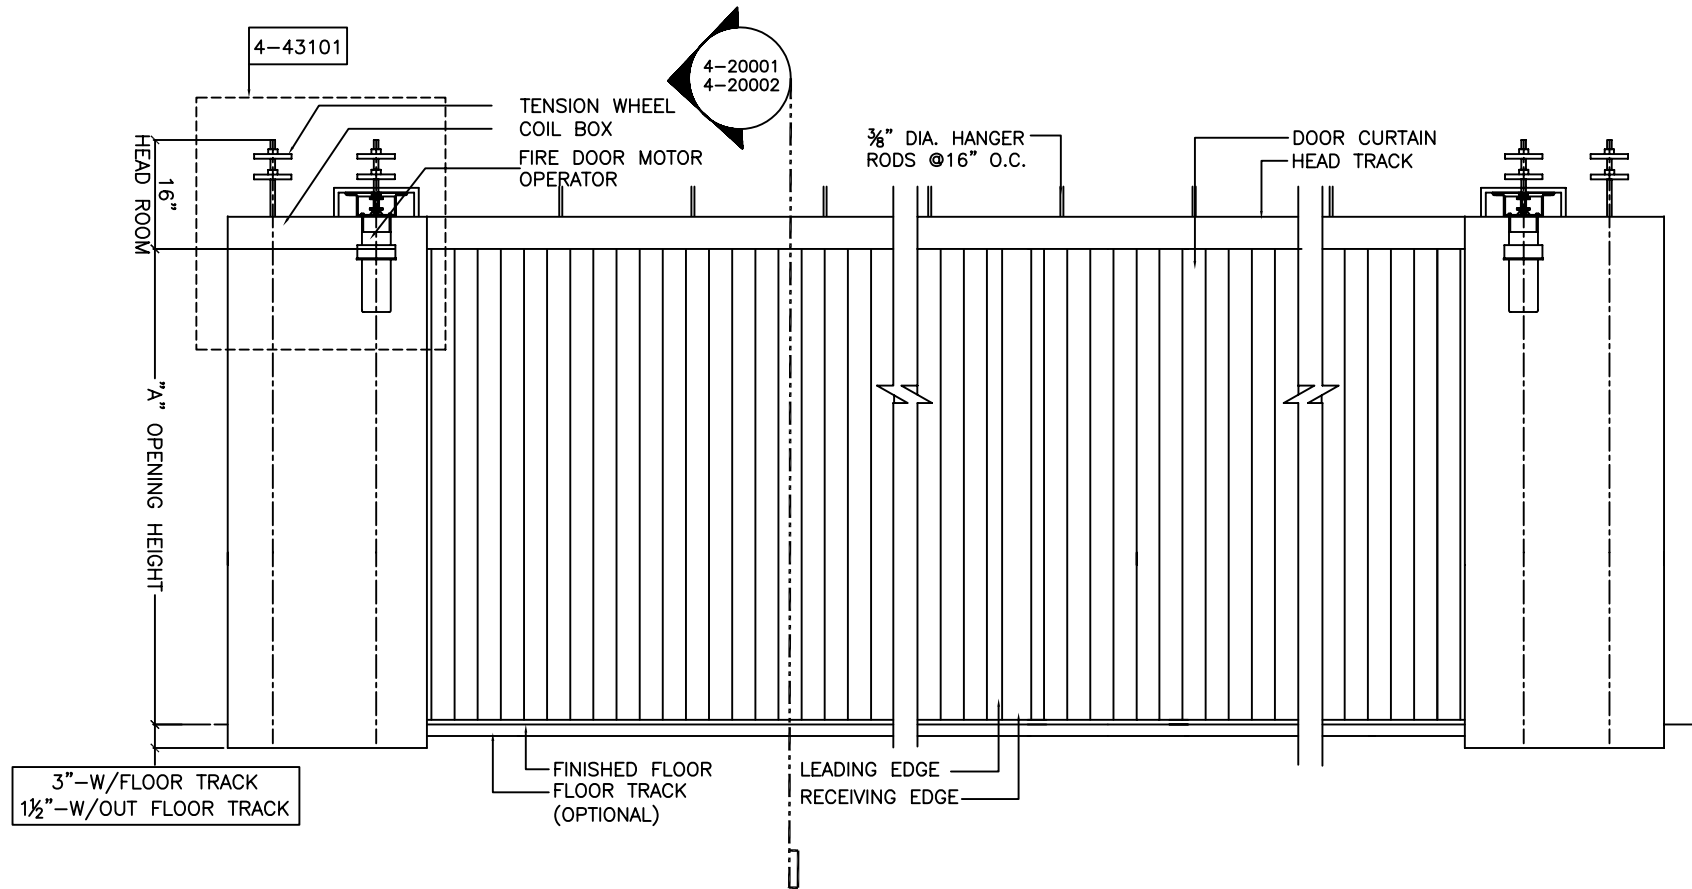 4-43101
4-20001
4-20002
TENSION WHEEL
COIL BOX
FIRE DOOR MOTOR
OPERATOR
⅜" DIA. HANGER
RODS @16" O.C.
DOOR CURTAIN
HEAD TRACK
16"
HEAD ROOM
"A" OPENING HEIGHT
3"-W/FLOOR TRACK
1½"-W/OUT FLOOR TRACK
FINISHED FLOOR
FLOOR TRACK
(OPTIONAL)
LEADING EDGE
RECEIVING EDGE